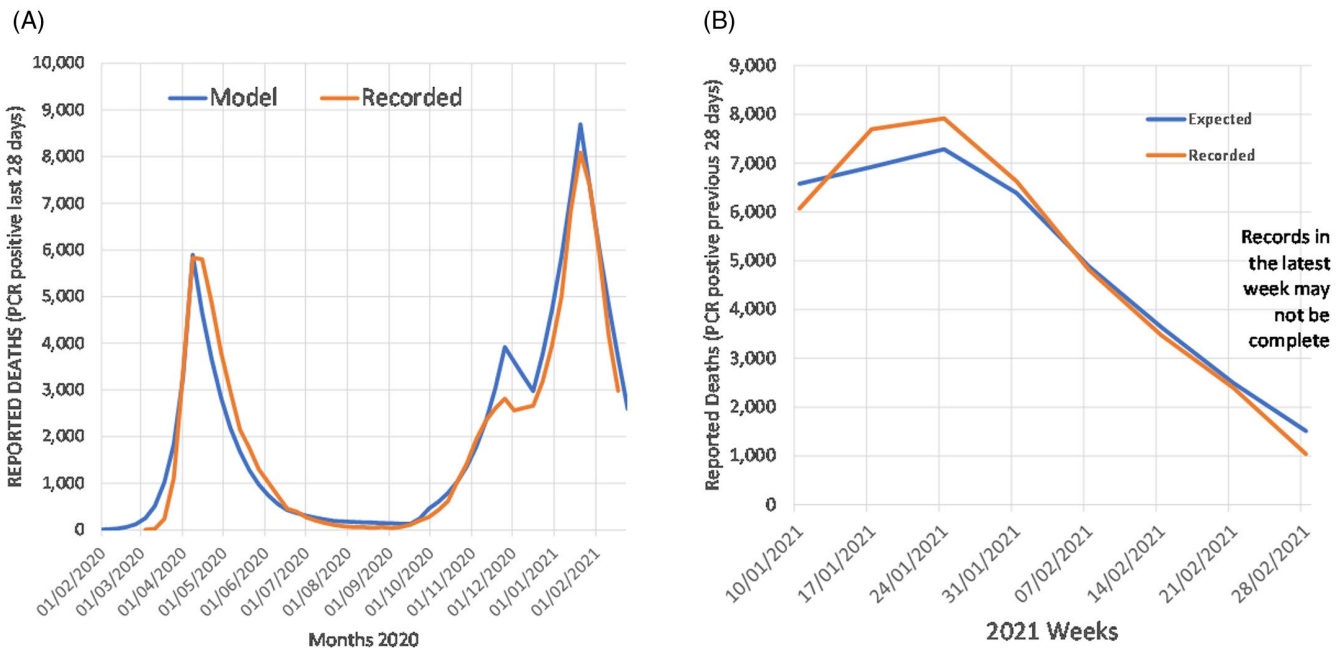 (A)
REPORTED DEATHS (PCR positive last 28 days)
10,000
9,000
8,000
7,000
6,000
5,000
4,000
3,000
2,000
1,000
0
Model
Recorded
01/02/2020
01/03/2020
01/04/2020
01/05/2020
01/06/2020
01/07/2020
01/08/2020
01/09/2020
01/10/2020
01/11/2020
01/12/2020
01/01/2021
01/02/2021
Months 2020
(B)
Reported Deaths (PCR postive previous 28 days)
9,000
8,000
7,000
6,000
5,000
4,000
3,000
2,000
1,000
0
Expected
Recorded
Records in
the latest
week may
not be
complete
10/01/2021
17/01/2021
24/01/2021
31/01/2021
07/02/2021
14/02/2021
21/02/2021
28/02/2021
2021 Weeks